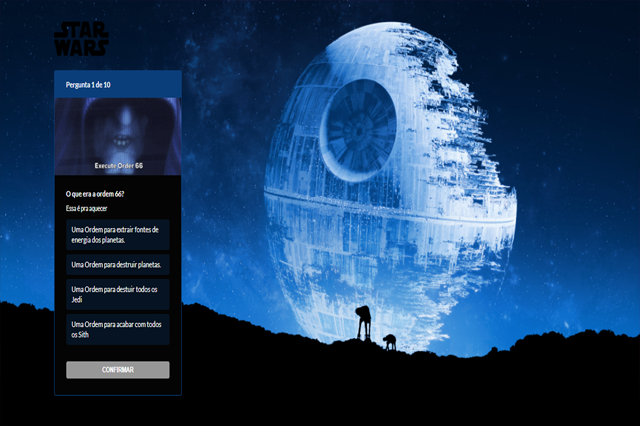 STAR
WARS
Pergunta 1 de 10
Execute Order 66
O que era a ordem 66?
Essa é pra aquecer
Uma Ordem para extrair fontes de
energia dos planetas.
Uma Ordem para destruir planetas.
Uma Ordem para destuir todos os
Jedi
Uma Ordem para acabar com todos
os Sith
CONFIRMAR